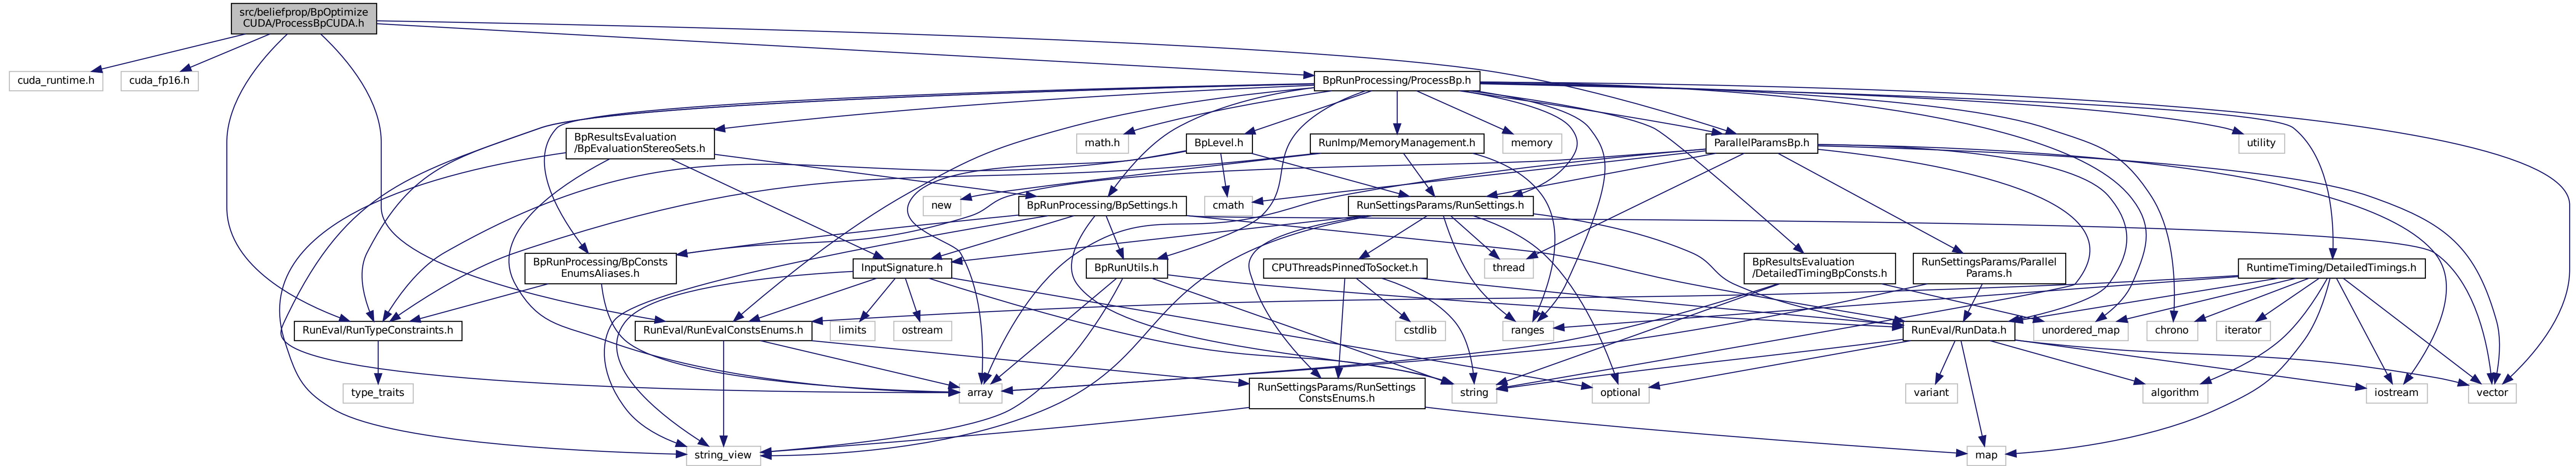 src/beliefprop/BpOptimize
CUDA/ProcessBpCUDA.h
cuda_runtime.h
cuda_fp16.h
BpRunProcessing/ProcessBp.h
BpResultsEvaluation
/BpEvaluationStereoSets.h
math.h
BpLevel.h
RunImp/MemoryManagement.h
memory
ParallelParamsBp.h
utility
new
BpRunProcessing/BpSettings.h
cmath
RunSettingsParams/RunSettings.h
BpRunProcessing/BpConsts
EnumsAliases.h
InputSignature.h
BpRunUtils.h
CPUThreadsPinnedToSocket.h
thread
BpResultsEvaluation
/DetailedTimingBpConsts.h
RunSettingsParams/Parallel
Params.h
RuntimeTiming/DetailedTimings.h
RunEval/RunTypeConstraints.h
RunEval/RunEvalConstsEnums.h
limits
ostream
cstdlib
ranges
RunEval/RunData.h
unordered_map
chrono
iterator
type_traits
array
RunSettingsParams/RunSettings
ConstsEnums.h
string
optional
variant
algorithm
iostream
vector
string_view
map